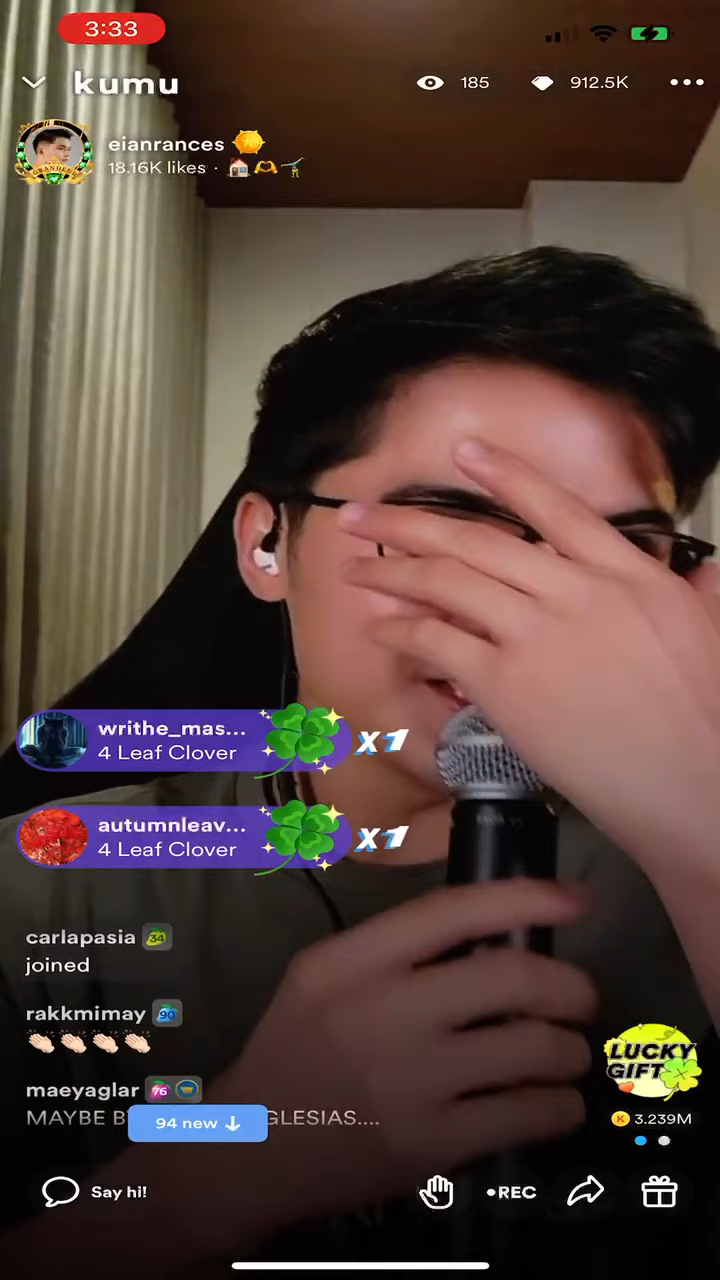 3:33
kumu
185
912.5K
eianrances
18.16K likes ·
GRANDKUYA
writhe_mas...
4 Leaf Clover
X1
autumnleav...
4 Leaf Clover
X1
carlapasia 34
joined
rakkmimay 90
maeyaglar 76
MAYBE B
GLESIAS....
94 new
LUCKY
GIFT
K 3.239M
Say hi!
REC